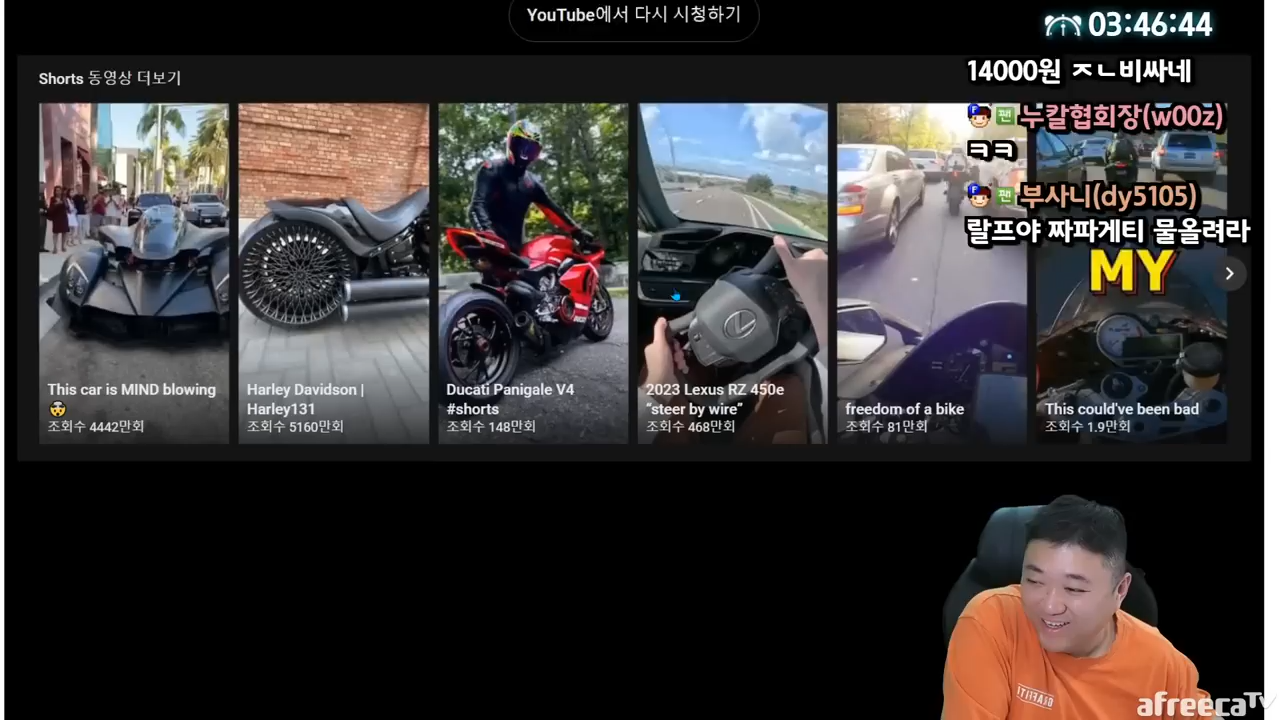 YouTube에서 다시 시청하기
03:46:44
Shorts 동영상 더보기
14000원 ㅈㄴ비싸네
팬 누칼협회장(w00z)
ㅋㅋ
팬 부사니(dy5105)
랄프야 짜파게티 물올려라
MY
This car is MIND blowing
🤯
조회수 4442만회
Harley Davidson |
Harley131
조회수 5160만회
Ducati Panigale V4
#shorts
조회수 148만회
2023 Lexus RZ 450e
“steer by wire”
조회수 468만회
freedom of a bike
조회수 81만회
This could've been bad
조회수 1.9만회
afreecaTV